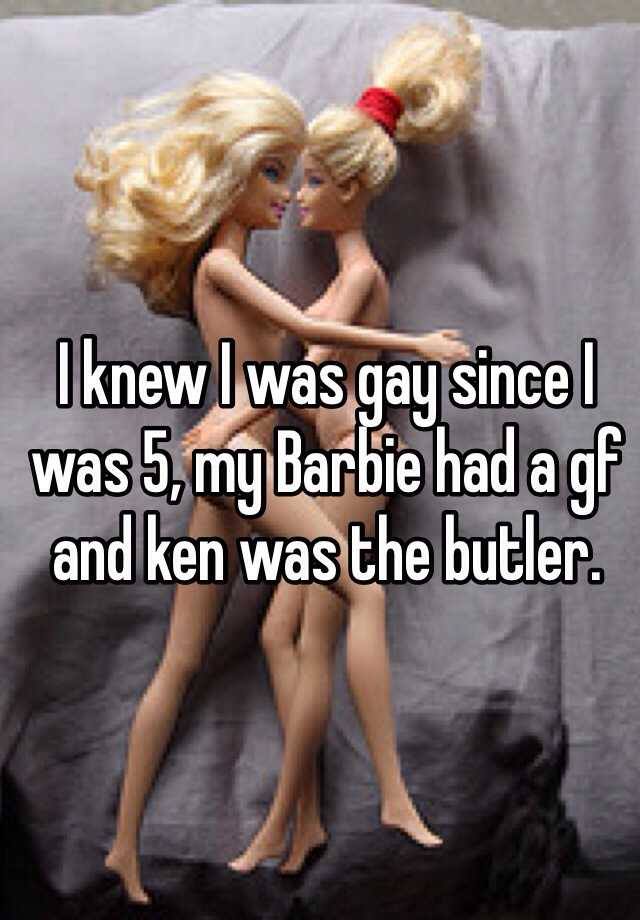 I knew I was gay since I
was 5, my Barbie had a gf
and ken was the butler.